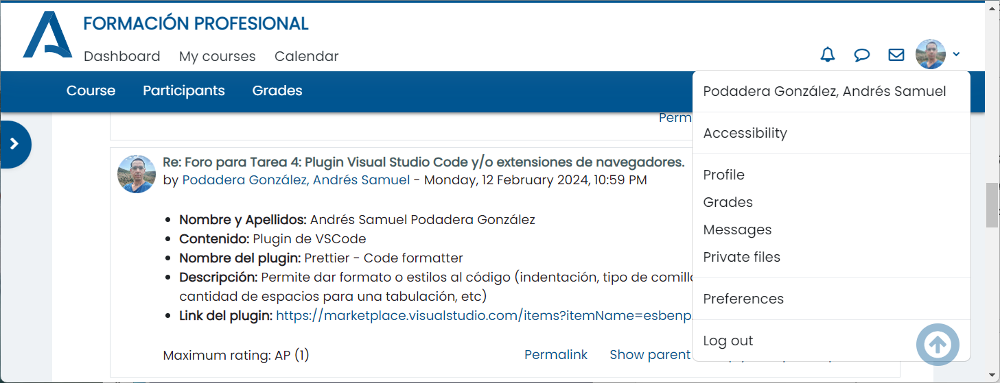 FORMACIÓN PROFESIONAL
Dashboard My courses Calendar
Course Participants Grades
Podadera González, Andrés Samuel
Accessibility
Profile
Grades
Messages
Private files
Preferences
Log out
Perm
Re: Foro para Tarea 4: Plugin Visual Studio Code y/o extensiones de navegadores.
by Podadera González, Andrés Samuel - Monday, 12 February 2024, 10:59 PM
Nombre y Apellidos: Andrés Samuel Podadera González
Contenido: Plugin de VSCode
Nombre del plugin: Prettier - Code formatter
Descripción: Permite dar formato o estilos al código (indentación, tipo de comill
cantidad de espacios para una tabulación, etc)
Link del plugin: https://marketplace.visualstudio.com/items?itemName=esbenp
Maximum rating: AP (1) Permalink Show parent